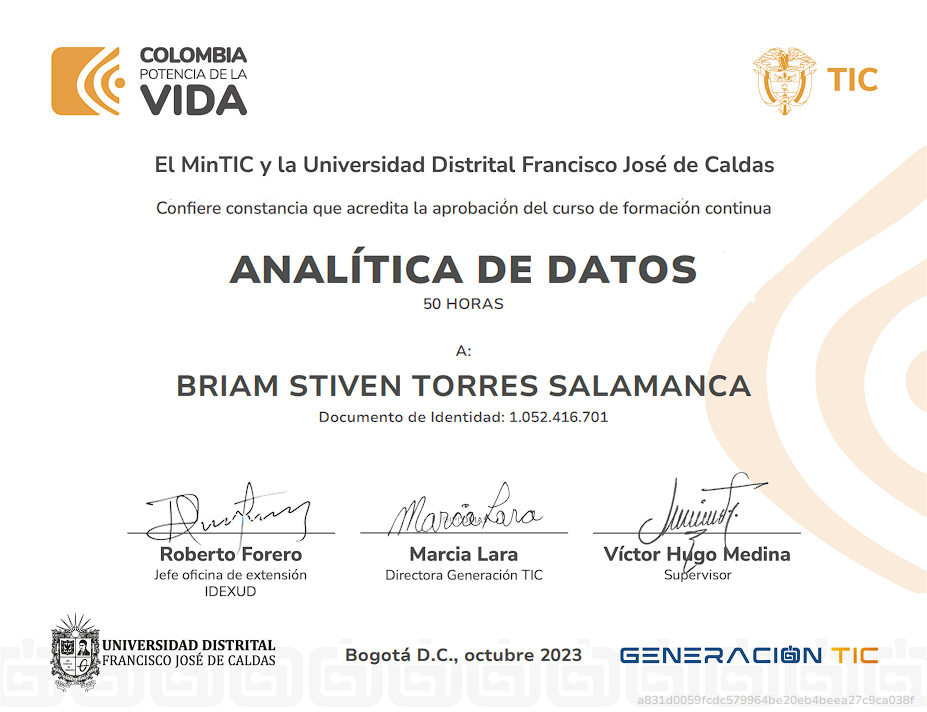 COLOMBIA
POTENCIA DE LA
VIDA
TIC
El MinTIC y la Universidad Distrital Francisco José de Caldas
Confiere constancia que acredita la aprobación del curso de formación continua
ANALÍTICA DE DATOS
50 HORAS
A:
BRIAM STIVEN TORRES SALAMANCA
Documento de Identidad: 1.052.416.701
Marcia Lara
Roberto Forero
Marcia Lara
Víctor Hugo Medina
Jefe oficina de extensión
IDEXUD
Directora Generación TIC
Supervisor
UNIVERSIDAD DISTRITAL
FRANCISCO JOSÉ DE CALDAS
Bogotá D.C., octubre 2023
GENERACIÓN TIC
a831d0059fcdc579964be20eb4beea27c9ca038f